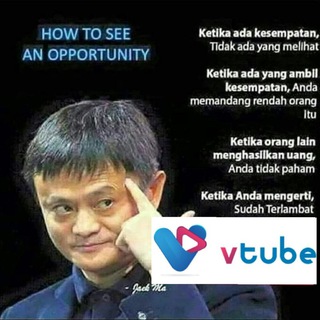 HOW TO SEE
AN OPPORTUNITY
Ketika ada kesempatan,
Tidak ada yang melihat
Ketika ada yang ambil
kesempatan, Anda
memandang rendah orang
itu
Ketika orang lain
menghasilkan uang,
Anda tidak paham
Ketika Anda mengerti,
Sudah Terlambat
vtube
- Jack Ma